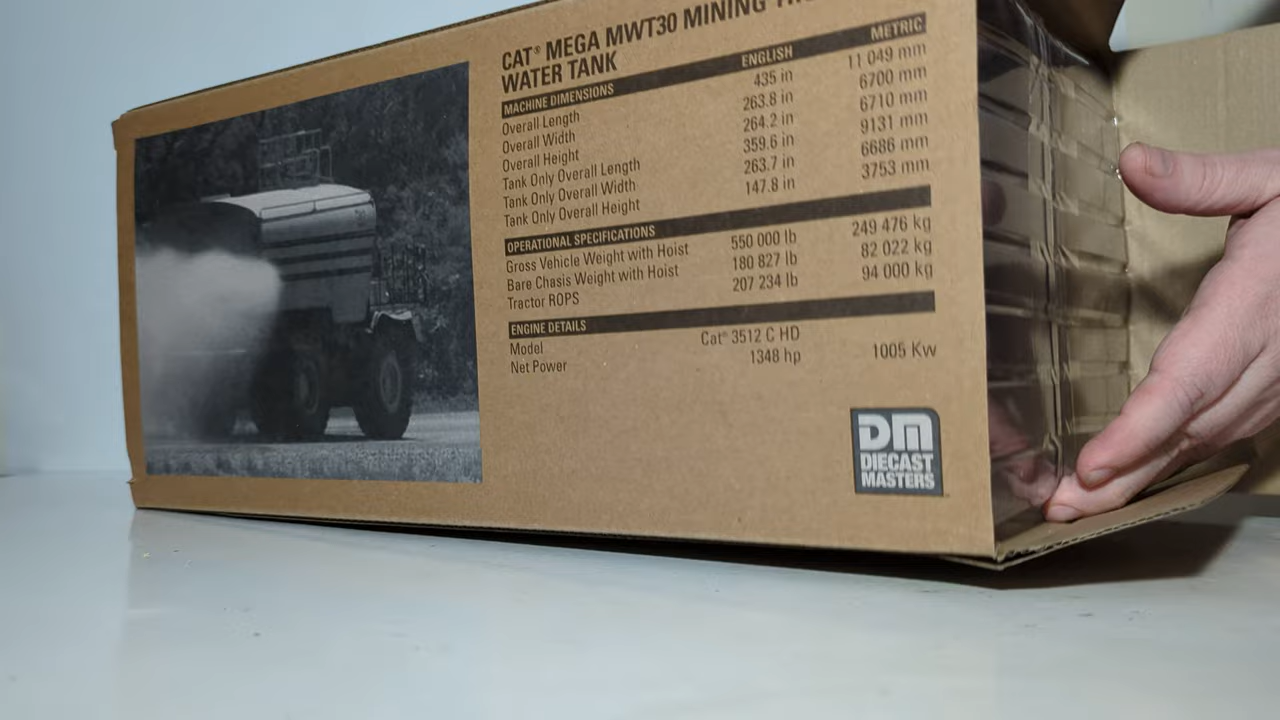 CAT® MEGA MWT30 MINING
WATER TANK
MACHINE DIMENSIONS ENGLISH METRIC
Overall Length 435 in 11 049 mm
Overall Width 263.8 in 6700 mm
Overall Height 264.2 in 6710 mm
Tank Only Overall Length 359.6 in 9131 mm
Tank Only Overall Width 263.7 in 6686 mm
Tank Only Overall Height 147.8 in 3753 mm
OPERATIONAL SPECIFICATIONS
Gross Vehicle Weight with Hoist 550 000 lb 249 476 kg
Bare Chasis Weight with Hoist 180 827 lb 82 022 kg
Tractor ROPS 207 234 lb 94 000 kg
ENGINE DETAILS
Model Cat® 3512 C HD
Net Power 1348 hp 1005 Kw
DM
DIECAST
MASTERS